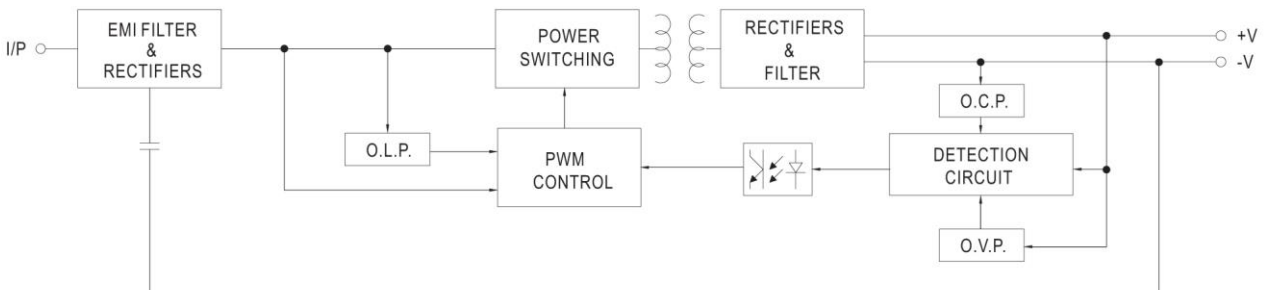 I/P
EMI FILTER
&
RECTIFIERS
POWER
SWITCHING
RECTIFIERS
&
FILTER
+V
-V
O.C.P.
O.L.P.
PWM
CONTROL
DETECTION
CIRCUIT
O.V.P.